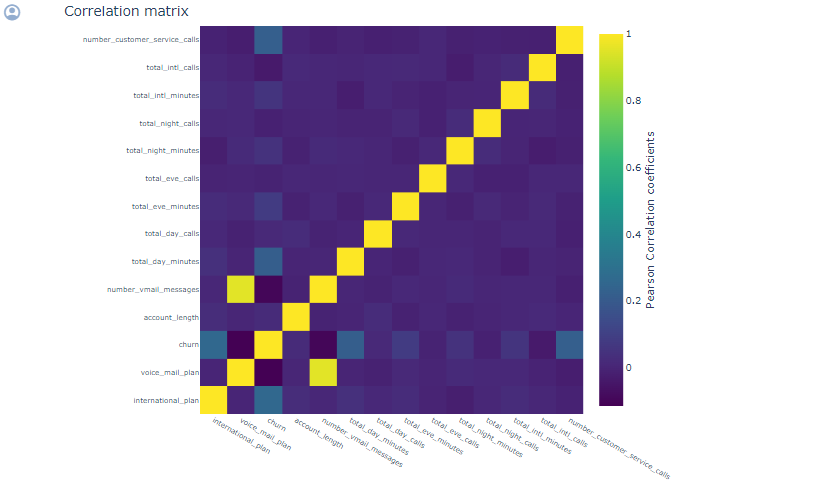 Correlation matrix
number_customer_service_calls
total_intl_calls
total_intl_minutes
total_night_calls
total_night_minutes
total_eve_calls
total_eve_minutes
total_day_calls
total_day_minutes
number_vmail_messages
account_length
churn
voice_mail_plan
international_plan
international_plan
voice_mail_plan
churn
account_length
number_vmail_messages
total_day_minutes
total_day_calls
total_eve_minutes
total_eve_calls
total_night_minutes
total_night_calls
total_intl_minutes
total_intl_calls
number_customer_service_calls
1
0.8
0.6
0.4
0.2
0
Pearson Correlation coefficients